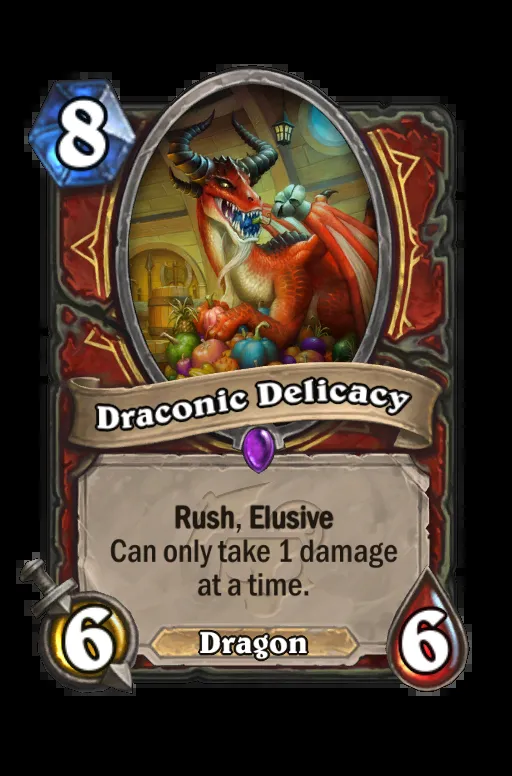 8
Draconic Delicacy
Rush, Elusive
Can only take 1 damage
at a time.
6
Dragon
6